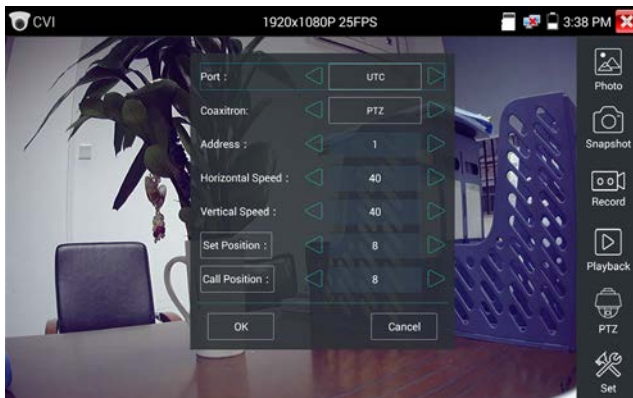 CVI 1920x1080P 25FPS 3:38 PM
Port : UTC
Coaxitron: PTZ
Address : 1
Horizontal Speed : 40
Vertical Speed : 40
Set Position : 8
Call Position : 8
OK Cancel
Photo
Snapshot
Record
Playback
PTZ
Set